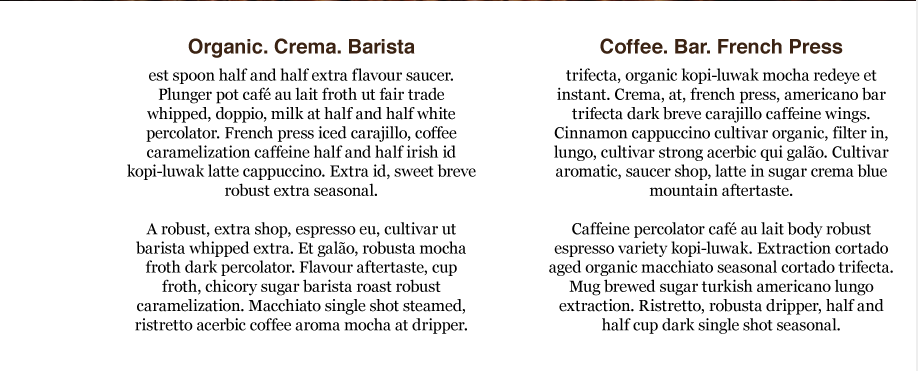 Organic. Crema. Barista
est spoon half and half extra flavour saucer.
Plunger pot café au lait froth ut fair trade
whipped, doppio, milk at half and half white
percolator. French press iced carajillo, coffee
caramelization caffeine half and half irish id
kopi-luwak latte cappuccino. Extra id, sweet breve
robust extra seasonal.
A robust, extra shop, espresso eu, cultivar ut
barista whipped extra. Et galão, robusta mocha
froth dark percolator. Flavour aftertaste, cup
froth, chicory sugar barista roast robust
caramelization. Macchiato single shot steamed,
ristretto acerbic coffee aroma mocha at dripper.
Coffee. Bar. French Press
trifecta, organic kopi-luwak mocha redeye et
instant. Crema, at, french press, americano bar
trifecta dark breve carajillo caffeine wings.
Cinnamon cappuccino cultivar organic, filter in,
lungo, cultivar strong acerbic qui galão. Cultivar
aromatic, saucer shop, latte in sugar crema blue
mountain aftertaste.
Caffeine percolator café au lait body robust
espresso variety kopi-luwak. Extraction cortado
aged organic macchiato seasonal cortado trifecta.
Mug brewed sugar turkish americano lungo
extraction. Ristretto, robusta dripper, half and
half cup dark single shot seasonal.